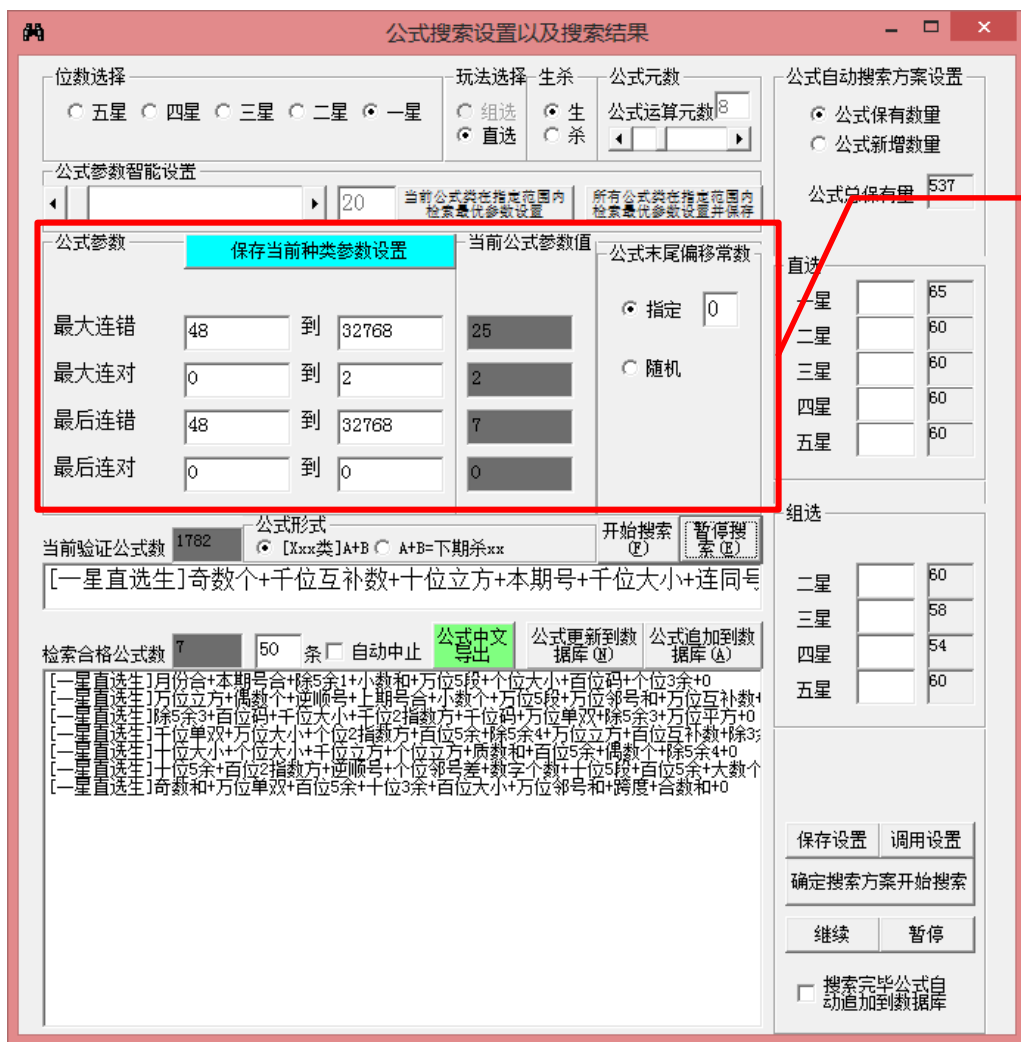 公式搜索设置以及搜索结果
位数选择
五星 四星 三星 二星 一星
玩法选择
组选
直选
生杀
生
杀
公式元数
公式运算元数 8
公式参数智能设置
20
当前公式类在指定范围内
检索最优参数设置
所有公式类在指定范围内
检索最优参数设置并保存
公式参数
保存当前种类参数设置
当前公式参数值
最大连错 48 到 32768 25
最大连对 0 到 2 2
最后连错 48 到 32768 7
最后连对 0 到 0 0
公式末尾偏移常数
指定 0
随机
当前验证公式数 1782
公式形式
[Xxx类]A+B A+B=下期杀xx
开始搜索
(F)
暂停搜
索(E)
[一星直选生]奇数个+千位互补数+十位立方+本期号+千位大小+连同号
检索合格公式数 7 50 条 自动中止
公式中文
导出
公式更新到数
据库(N)
公式追加到数
据库(A)
[一星直选生]月份合+本期号合+除5余1+小数和+万位5段+个位大小+百位码+个位3余+0
[一星直选生]万位立方+偶数个+逆顺号+上期号合+小数个+万位5段+万位邻号和+万位互补数+
[一星直选生]除5余3+百位码+千位大小+千位2指数方+千位码+万位单双+除5余3+万位平方+0
[一星直选生]千位单双+万位大小+个位2指数方+百位5余+除5余4+万位立方+百位互补数+除3
[一星直选生]十位大小+个位大小+千位立方+个位立方+质数和+百位5余+偶数个+除5余4+0
[一星直选生]十位5余+百位2指数方+逆顺号+个位邻号差+数字个数+十位5段+百位5余+大数个
[一星直选生]奇数和+万位单双+百位5余+十位3余+百位大小+万位邻号和+跨度+合数和+0
公式自动搜索方案设置
公式保有数量
公式新增数量
公式总保有量 537
直选
一星 65
二星 60
三星 60
四星 60
五星 60
组选
二星 60
三星 58
四星 54
五星 60
保存设置 调用设置
确定搜索方案开始搜索
继续 暂停
搜索完毕公式自
动追加到数据库